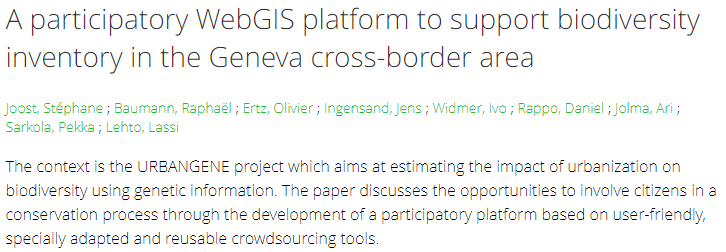 A participatory WebGIS platform to support biodiversity
inventory in the Geneva cross-border area
Joost, Stéphane ; Baumann, Raphaël ; Ertz, Olivier ; Ingensand, Jens ; Widmer, Ivo ; Rappo, Daniel ; Jolma, Ari ;
Sarkola, Pekka ; Lehto, Lassi
The context is the URBANGENE project which aims at estimating the impact of urbanization on
biodiversity using genetic information. The paper discusses the opportunities to involve citizens in a
conservation process through the development of a participatory platform based on user-friendly,
specially adapted and reusable crowdsourcing tools.